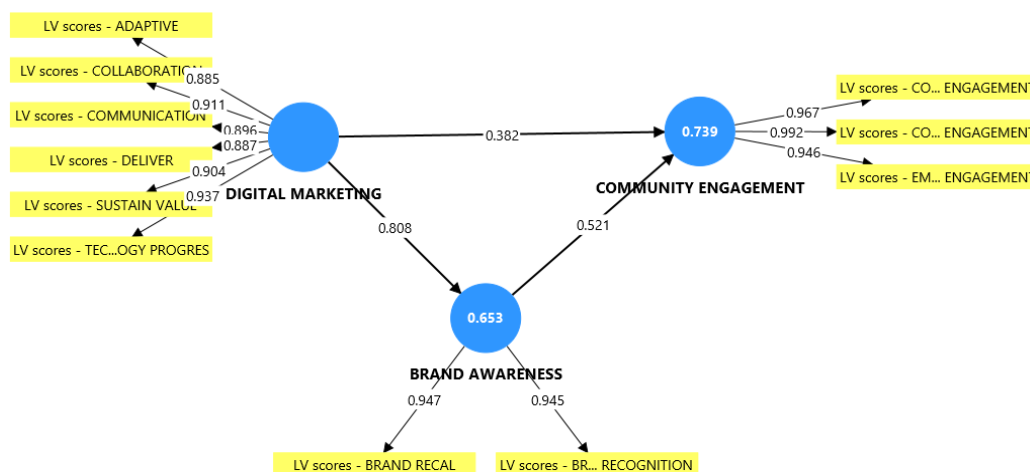 LV scores - ADAPTIVE
0.885
LV scores - COLLABORATION
0.911
LV scores - COMMUNICATION
0.896
0.887
LV scores - DELIVER
0.904
LV scores - SUSTAIN VALUE
0.937
LV scores - TEC...OGY PROGRES
DIGITAL MARKETING
0.382
0.808
0.739
COMMUNITY ENGAGEMENT
0.967
LV scores - CO... ENGAGEMENT
0.992
LV scores - CO... ENGAGEMENT
0.946
LV scores - EM... ENGAGEMENT
0.521
0.653
BRAND AWARENESS
0.947
0.945
LV scores - BRAND RECAL
LV scores - BR... RECOGNITION